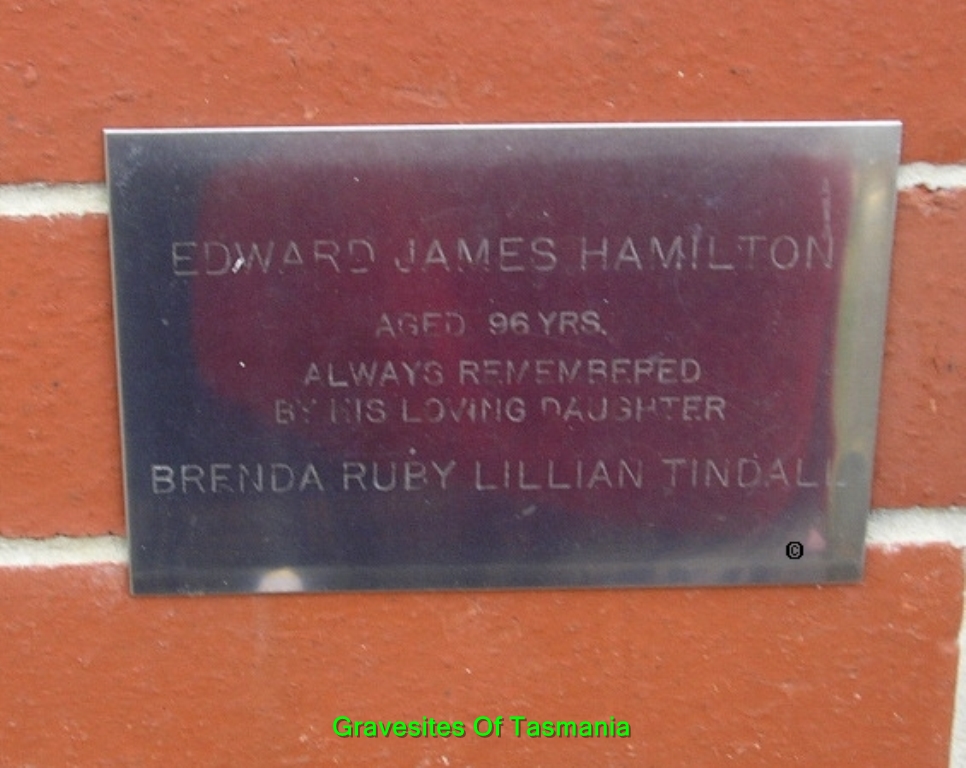 EDWARD JAMES HAMILTON
AGED 96 YRS.
ALWAYS REMEMBERED
BY HIS LOVING DAUGHTER
BRENDA RUBY LILLIAN TINDALL
©
Gravesites Of Tasmania